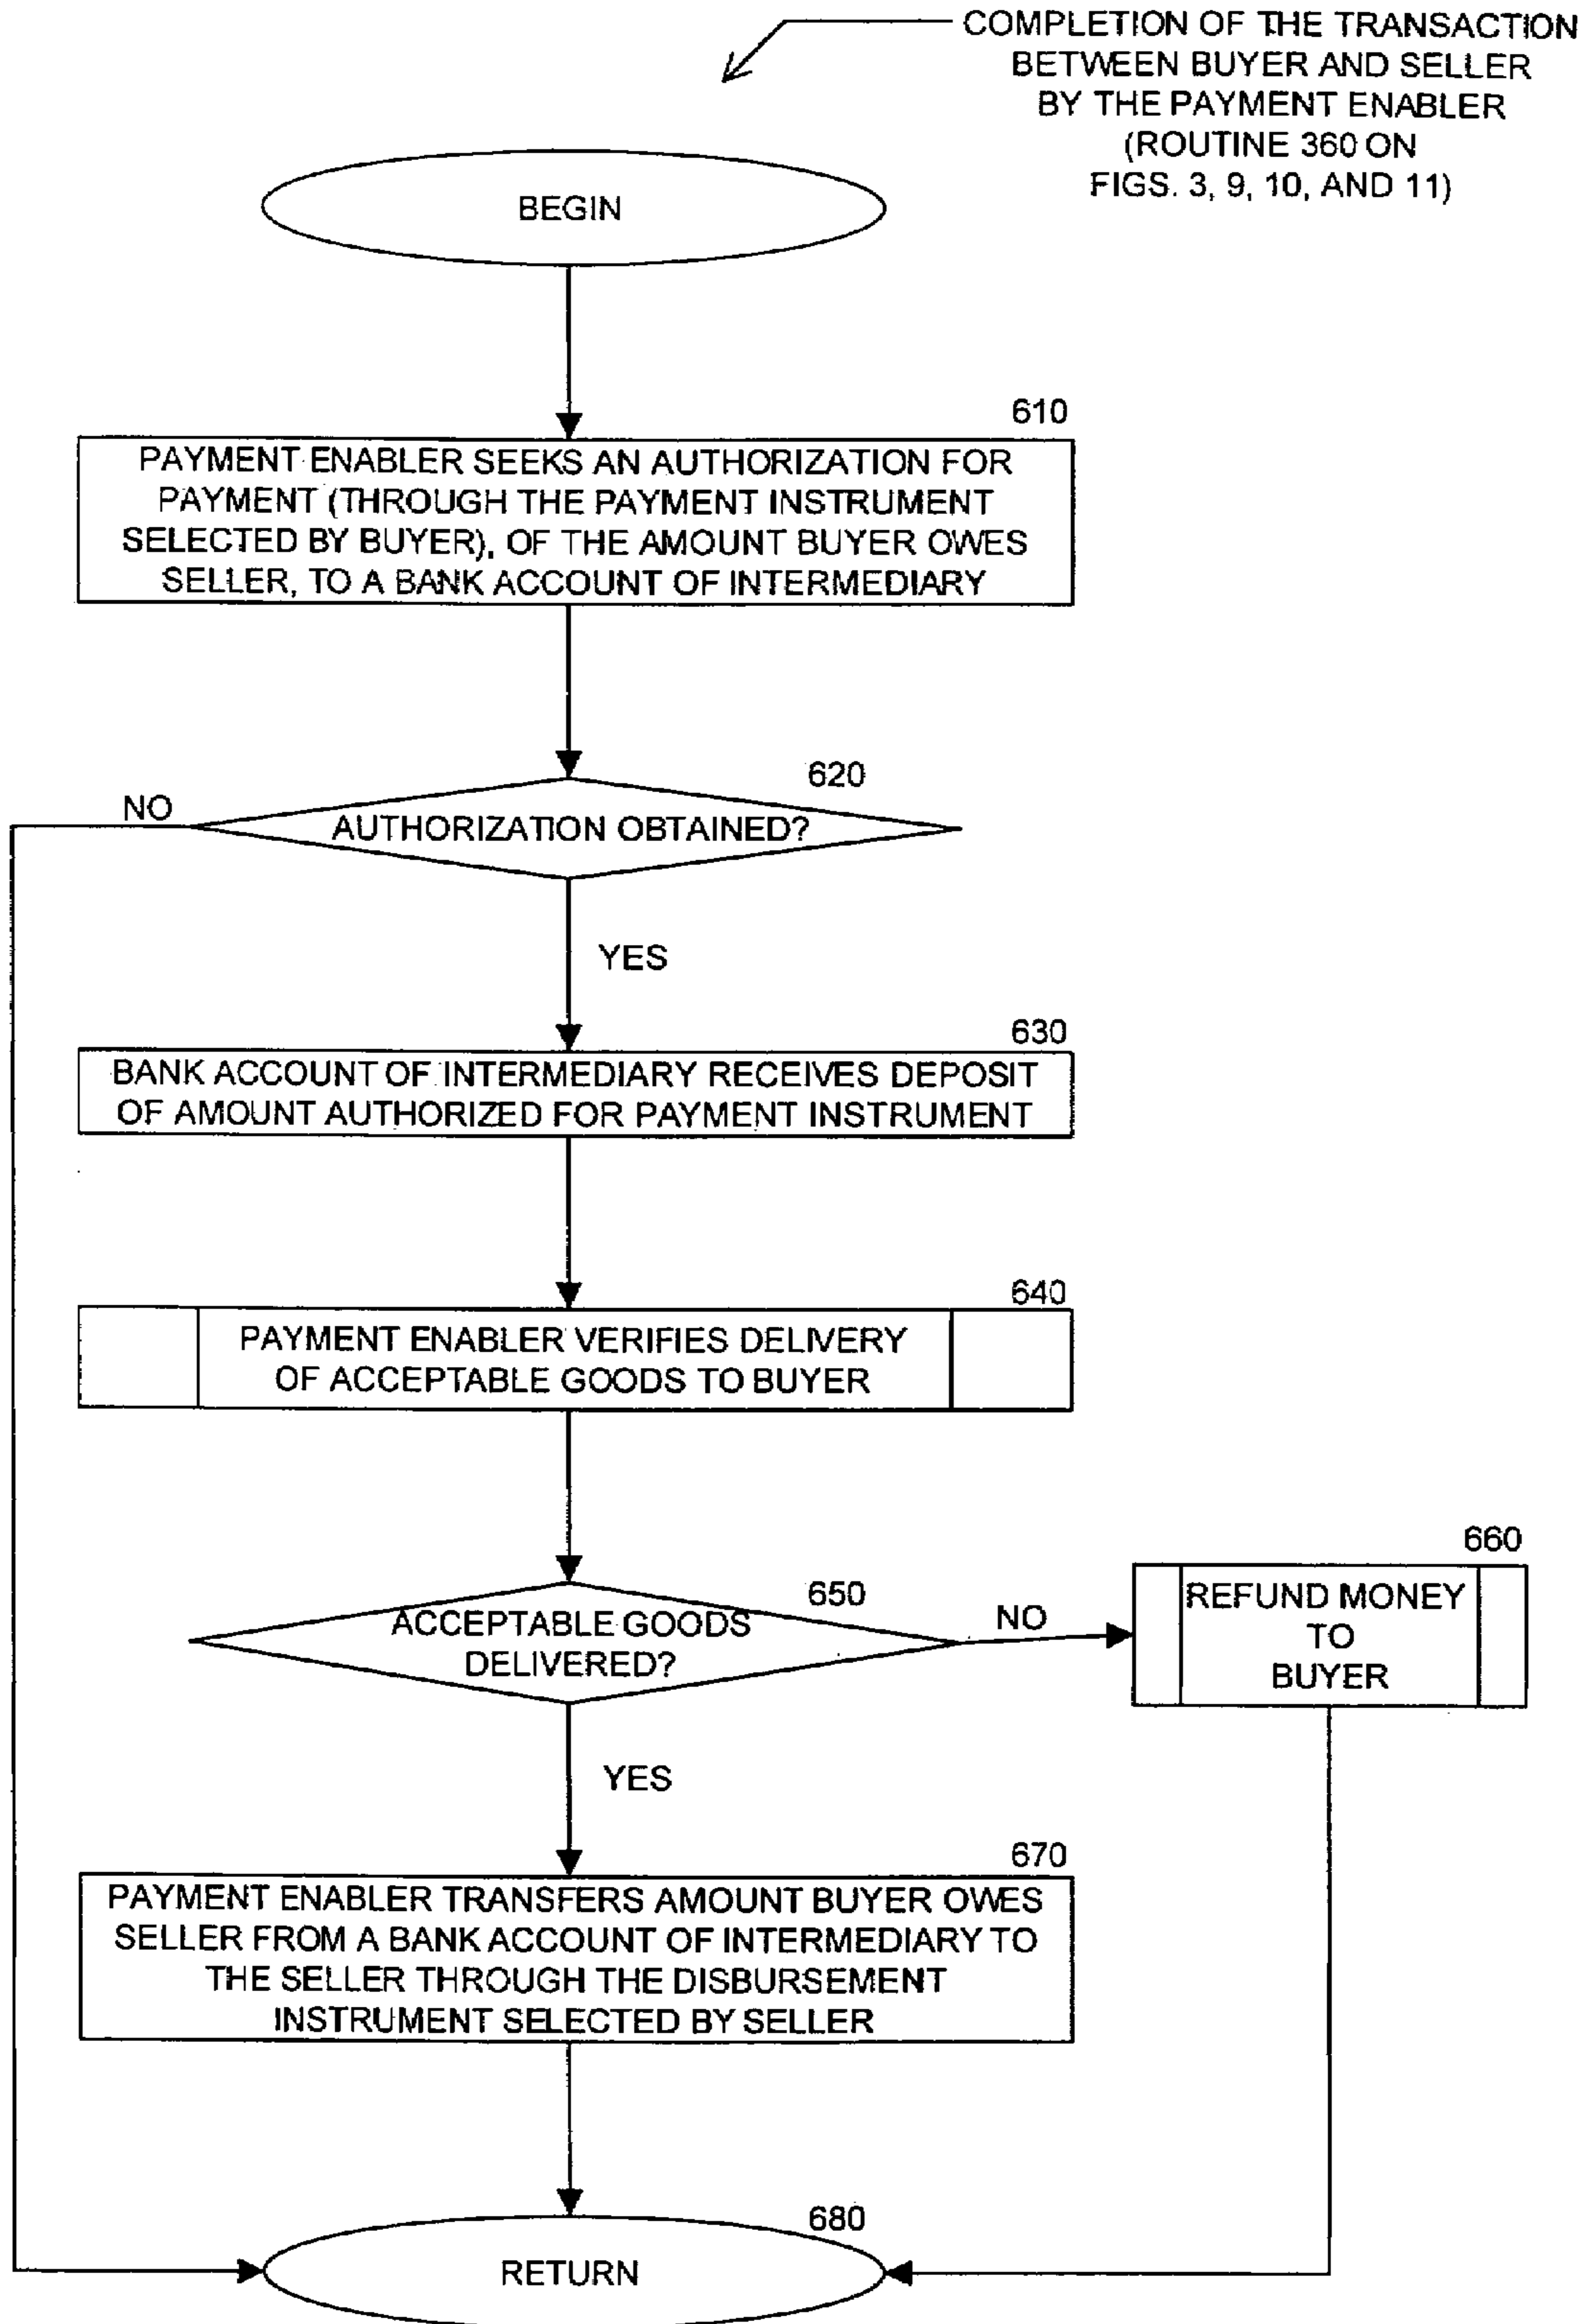 COMPLETION OF THE TRANSACTION
BETWEEN BUYER AND SELLER
BY THE PAYMENT ENABLER
(ROUTINE 360 ON
FIGS. 3, 9, 10, AND 11)
BEGIN
610
PAYMENT ENABLER SEEKS AN AUTHORIZATION FOR
PAYMENT (THROUGH THE PAYMENT INSTRUMENT
SELECTED BY BUYER), OF THE AMOUNT BUYER OWES
SELLER, TO A BANK ACCOUNT OF INTERMEDIARY
620
NO
AUTHORIZATION OBTAINED?
YES
630
BANK ACCOUNT OF INTERMEDIARY RECEIVES DEPOSIT
OF AMOUNT AUTHORIZED FOR PAYMENT INSTRUMENT
640
PAYMENT ENABLER VERIFIES DELIVERY
OF ACCEPTABLE GOODS TO BUYER
650
ACCEPTABLE GOODS
DELIVERED?
NO
660
REFUND MONEY
TO
BUYER
YES
670
PAYMENT ENABLER TRANSFERS AMOUNT BUYER OWES
SELLER FROM A BANK ACCOUNT OF INTERMEDIARY TO
THE SELLER THROUGH THE DISBURSEMENT
INSTRUMENT SELECTED BY SELLER
680
RETURN